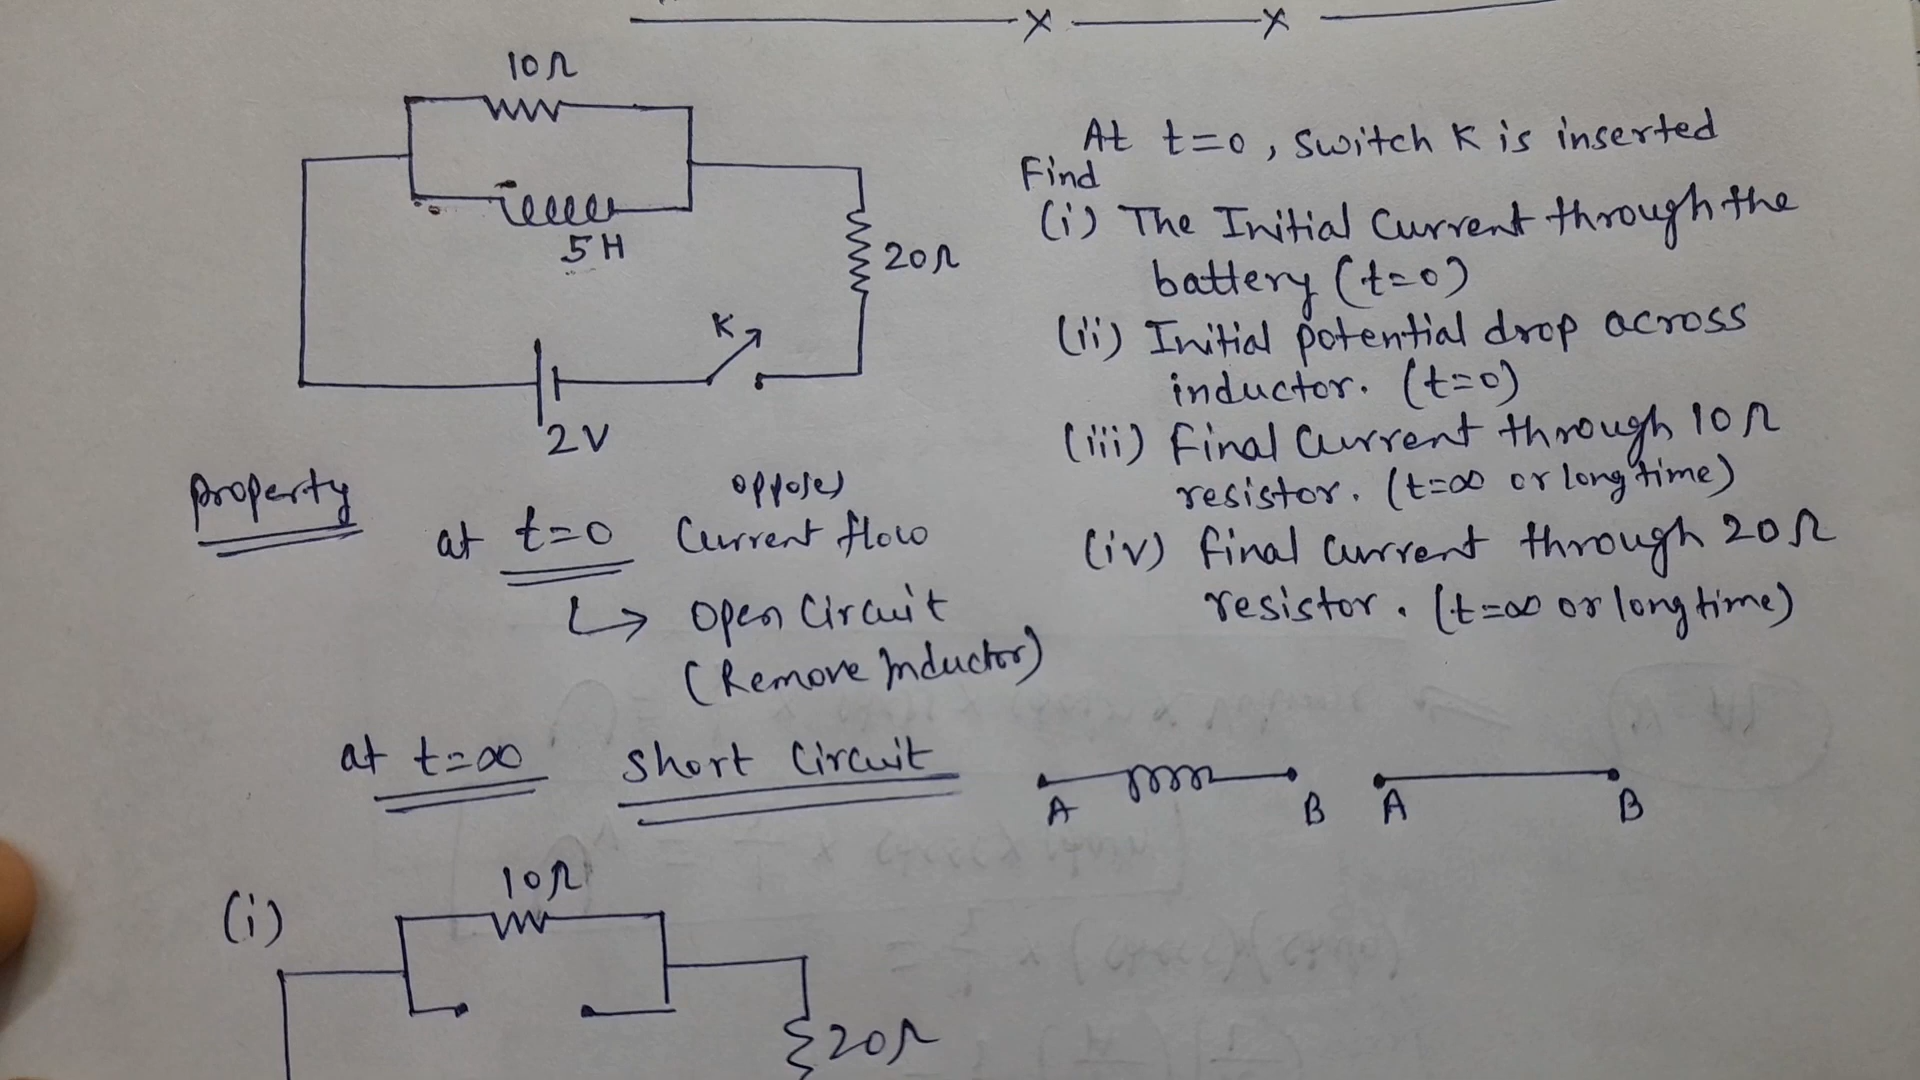 10Ω
5H
20Ω
K
2V
At t=0, Switch K is inserted
Find
(i) The Initial Current through the
battery (t=0)
(ii) Initial potential drop across
inductor. (t=0)
(iii) Final Current through 10Ω
resistor. (t=∞ or long time)
(iv) final current through 20Ω
resistor. (t=∞ or long time)
property
opposes
at t=0 Current flow
↳ Open Circuit
(Remove Inductor)
at t=∞ Short Circuit
A B A B
(i) 10Ω
20Ω